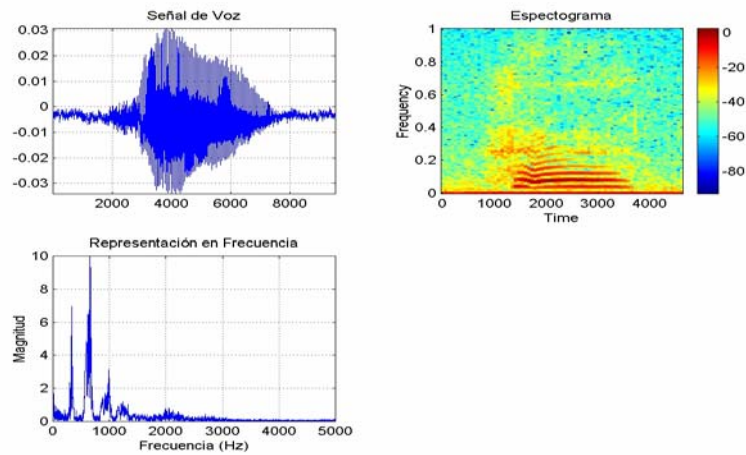 Señal de Voz
0.03
0.02
0.01
0
-0.01
-0.02
-0.03
2000 4000 6000 8000
Espectograma
Frequency
1
0.8
0.6
0.4
0.2
0
0 1000 2000 3000 4000
Time
0
-20
-40
-60
-80
Representación en Frecuencia
Magnitud
10
8
6
4
2
0
0 1000 2000 3000 4000 5000
Frecuencia (Hz)